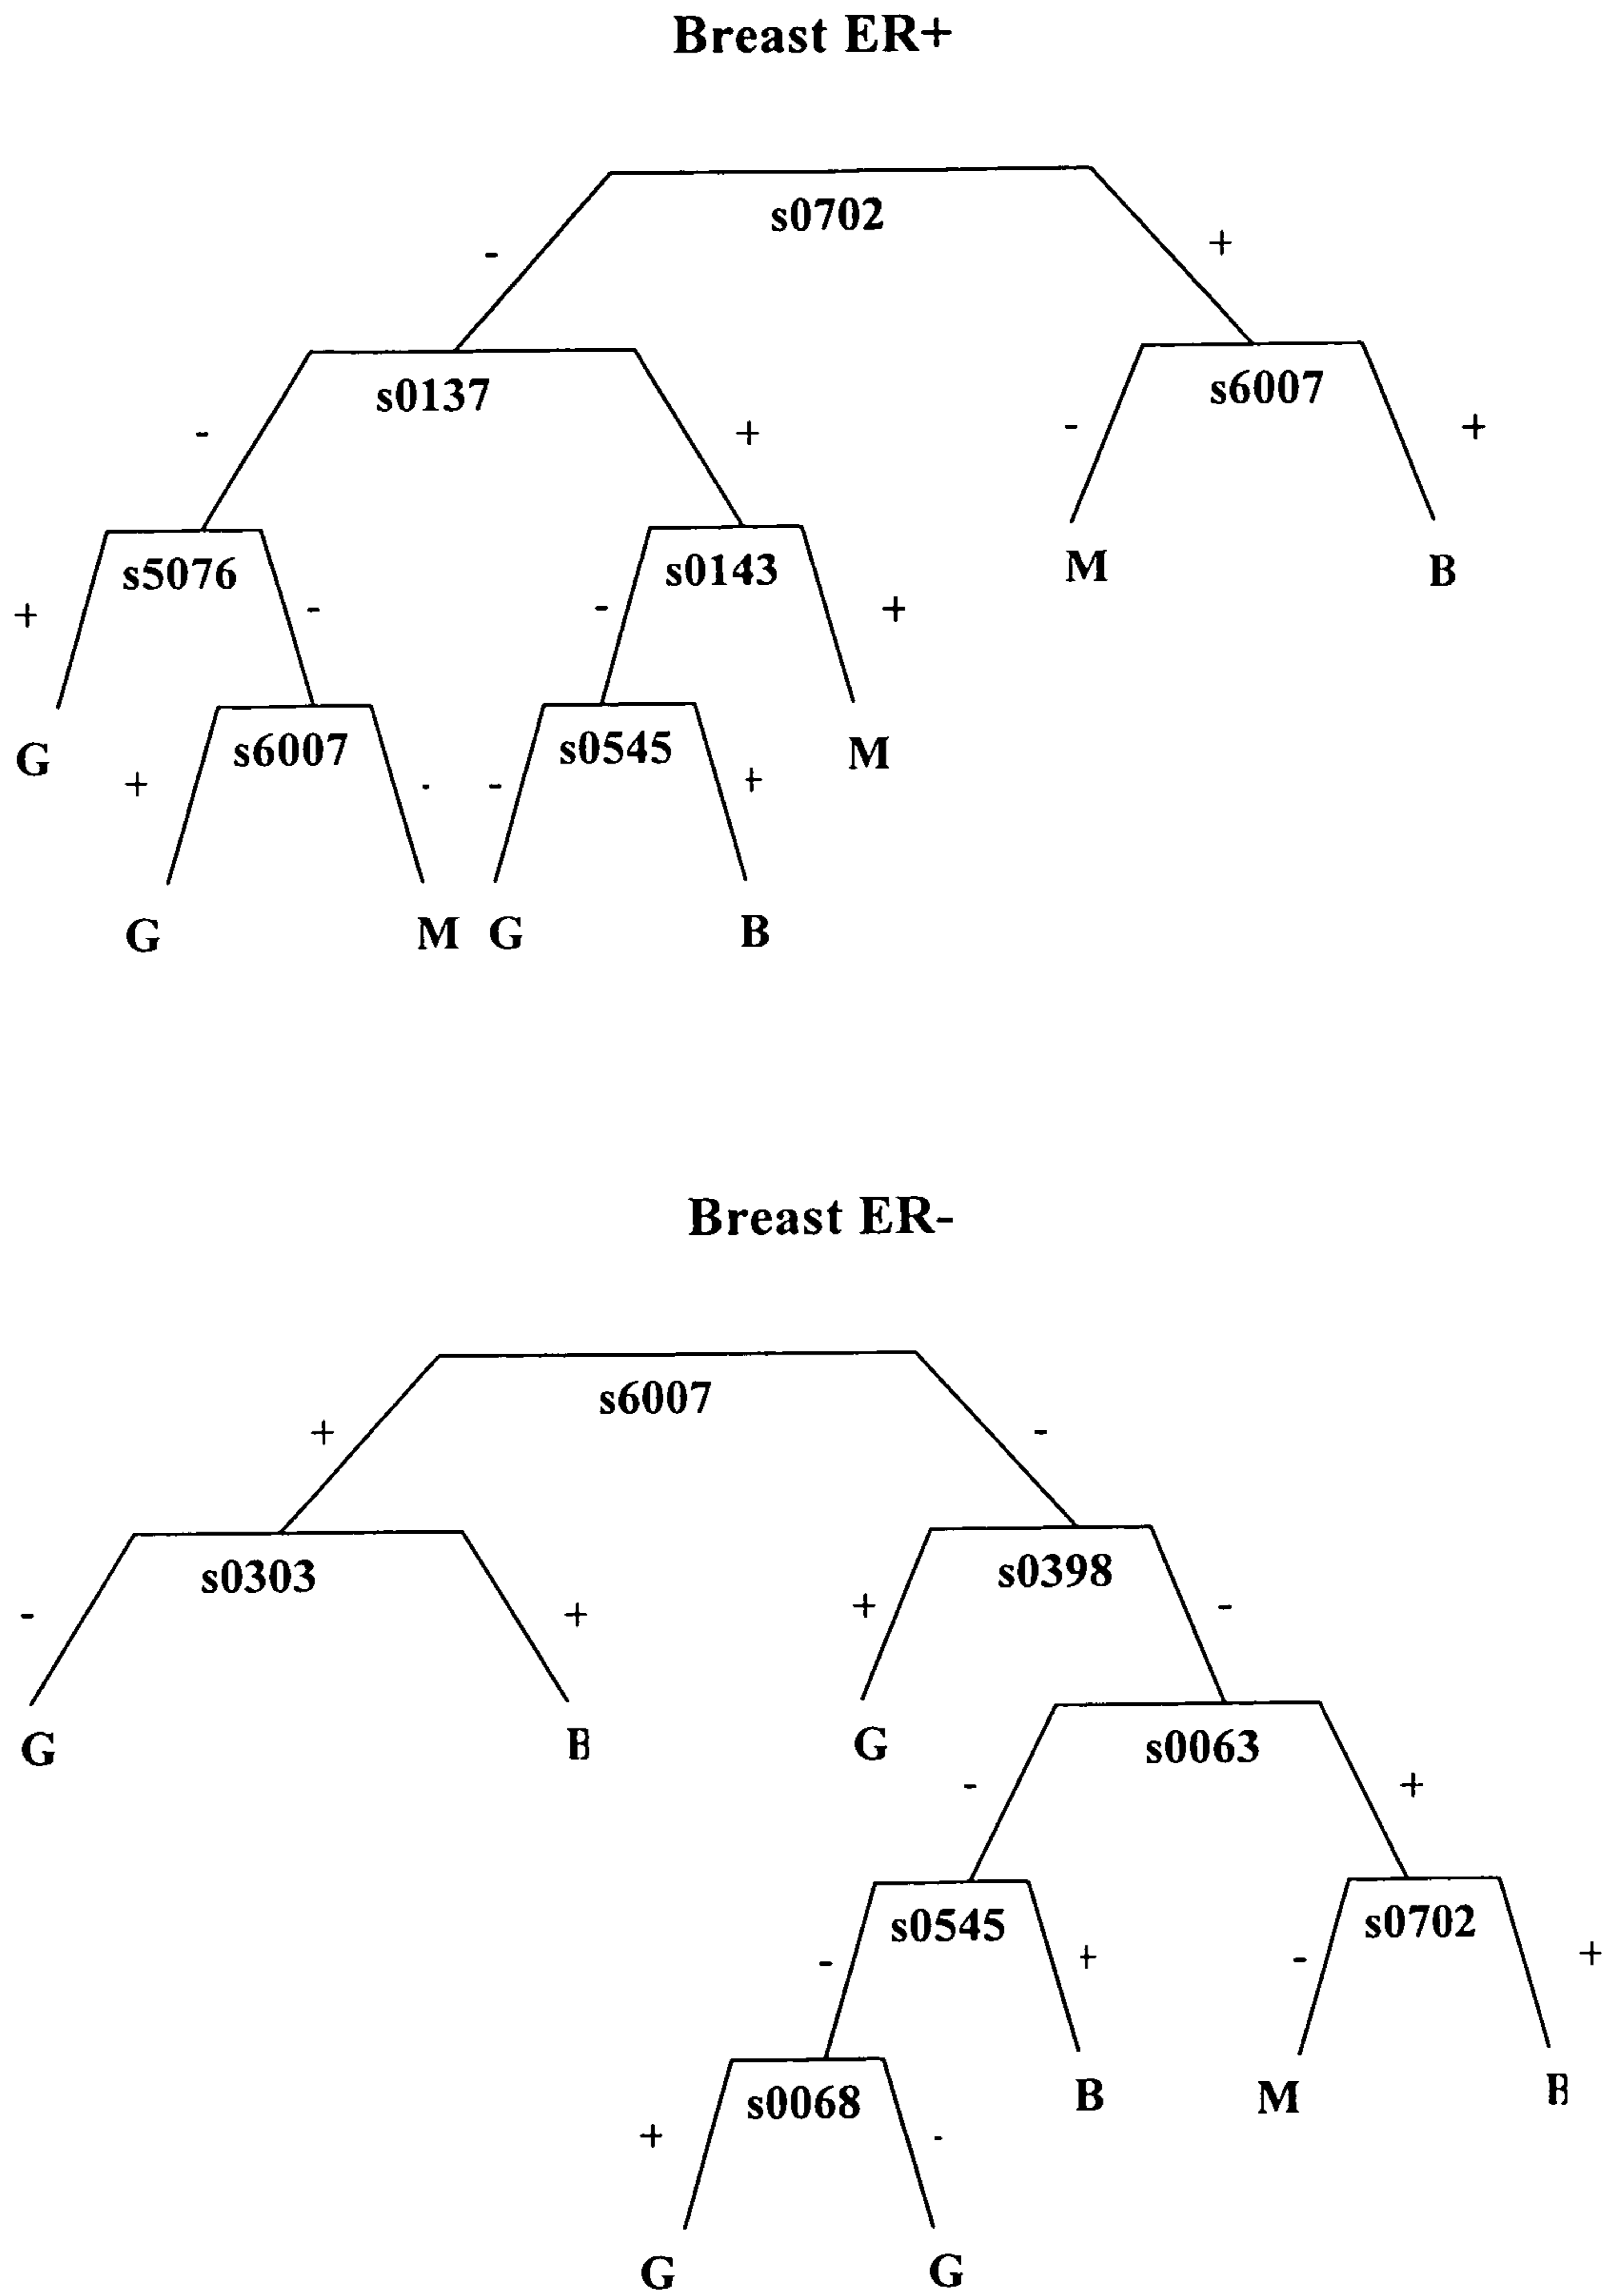 Breast ER+
s0702
- +
s0137 s6007
- + - +
s5076 s0143 M B
+ - - +
G s6007 s0545 M
+ - - +
G M G B
Breast ER-
s6007
+ -
s0303 s0398
- + + -
G B G s0063
- +
s0545 s0702
- + - +
s0068 B M B
+ -
G G